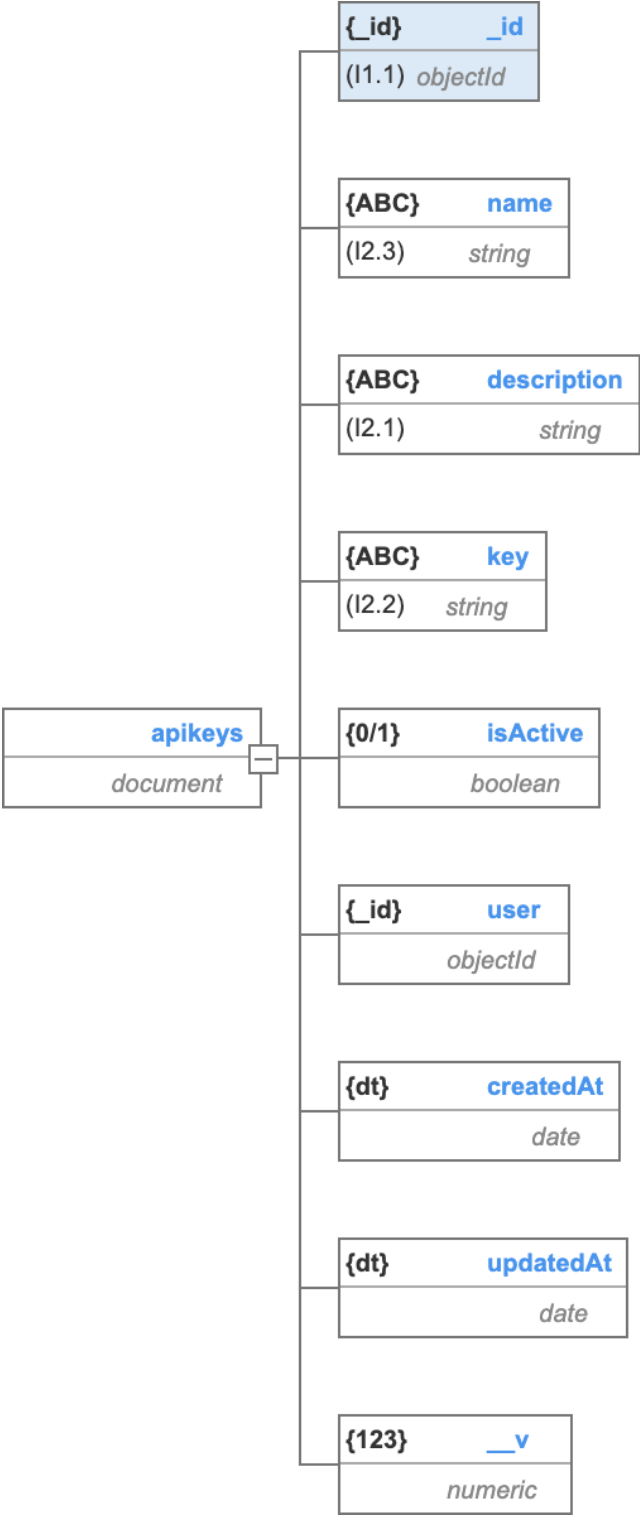 {_id} _id
(I1.1) objectId
{ABC} name
(I2.3) string
{ABC} description
(I2.1) string
{ABC} key
(I2.2) string
apikeys
document
{0/1} isActive
boolean
{_id} user
objectId
{dt} createdAt
date
{dt} updatedAt
date
{123} __v
numeric